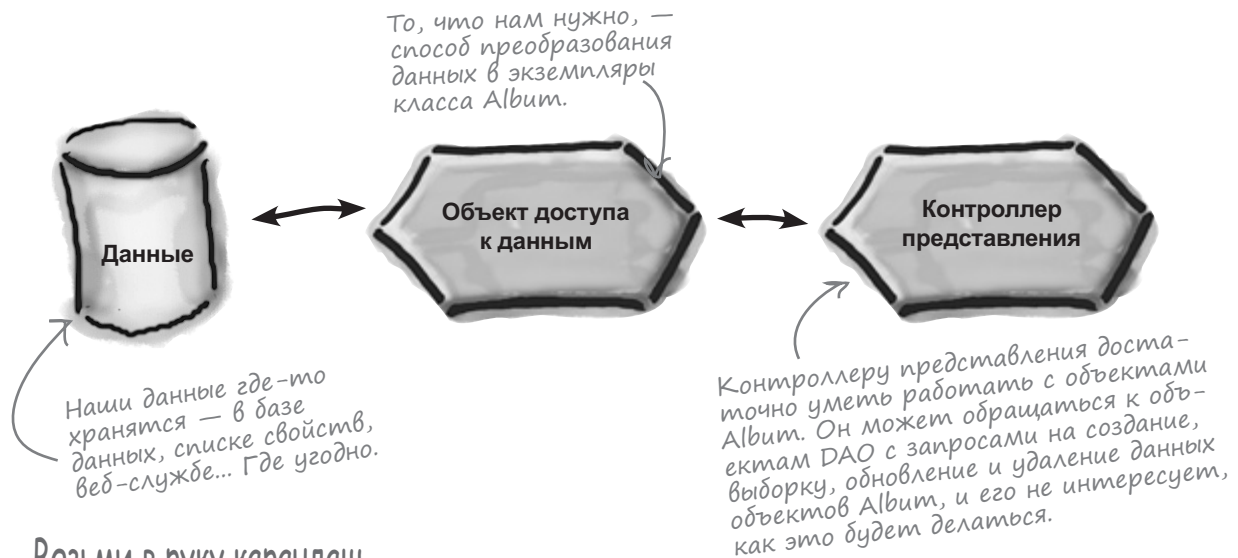 То, что нам нужно, —
способ преобразования
данных в экземпляры
класса Album.
Данные
Объект доступа
к данным
Контроллер
представления
Наши данные где-то
хранятся — в базе
данных, списке свойств,
веб-службе... Где угодно.
Контроллеру представления доста-
точно уметь работать с объектами
Album. Он может обращаться к объ-
ектам DAO с запросами на создание,
выборку, обновление и удаление данных
объектов Album, и его не интересует,
как это будет делаться.
Возьми в руку карандаш